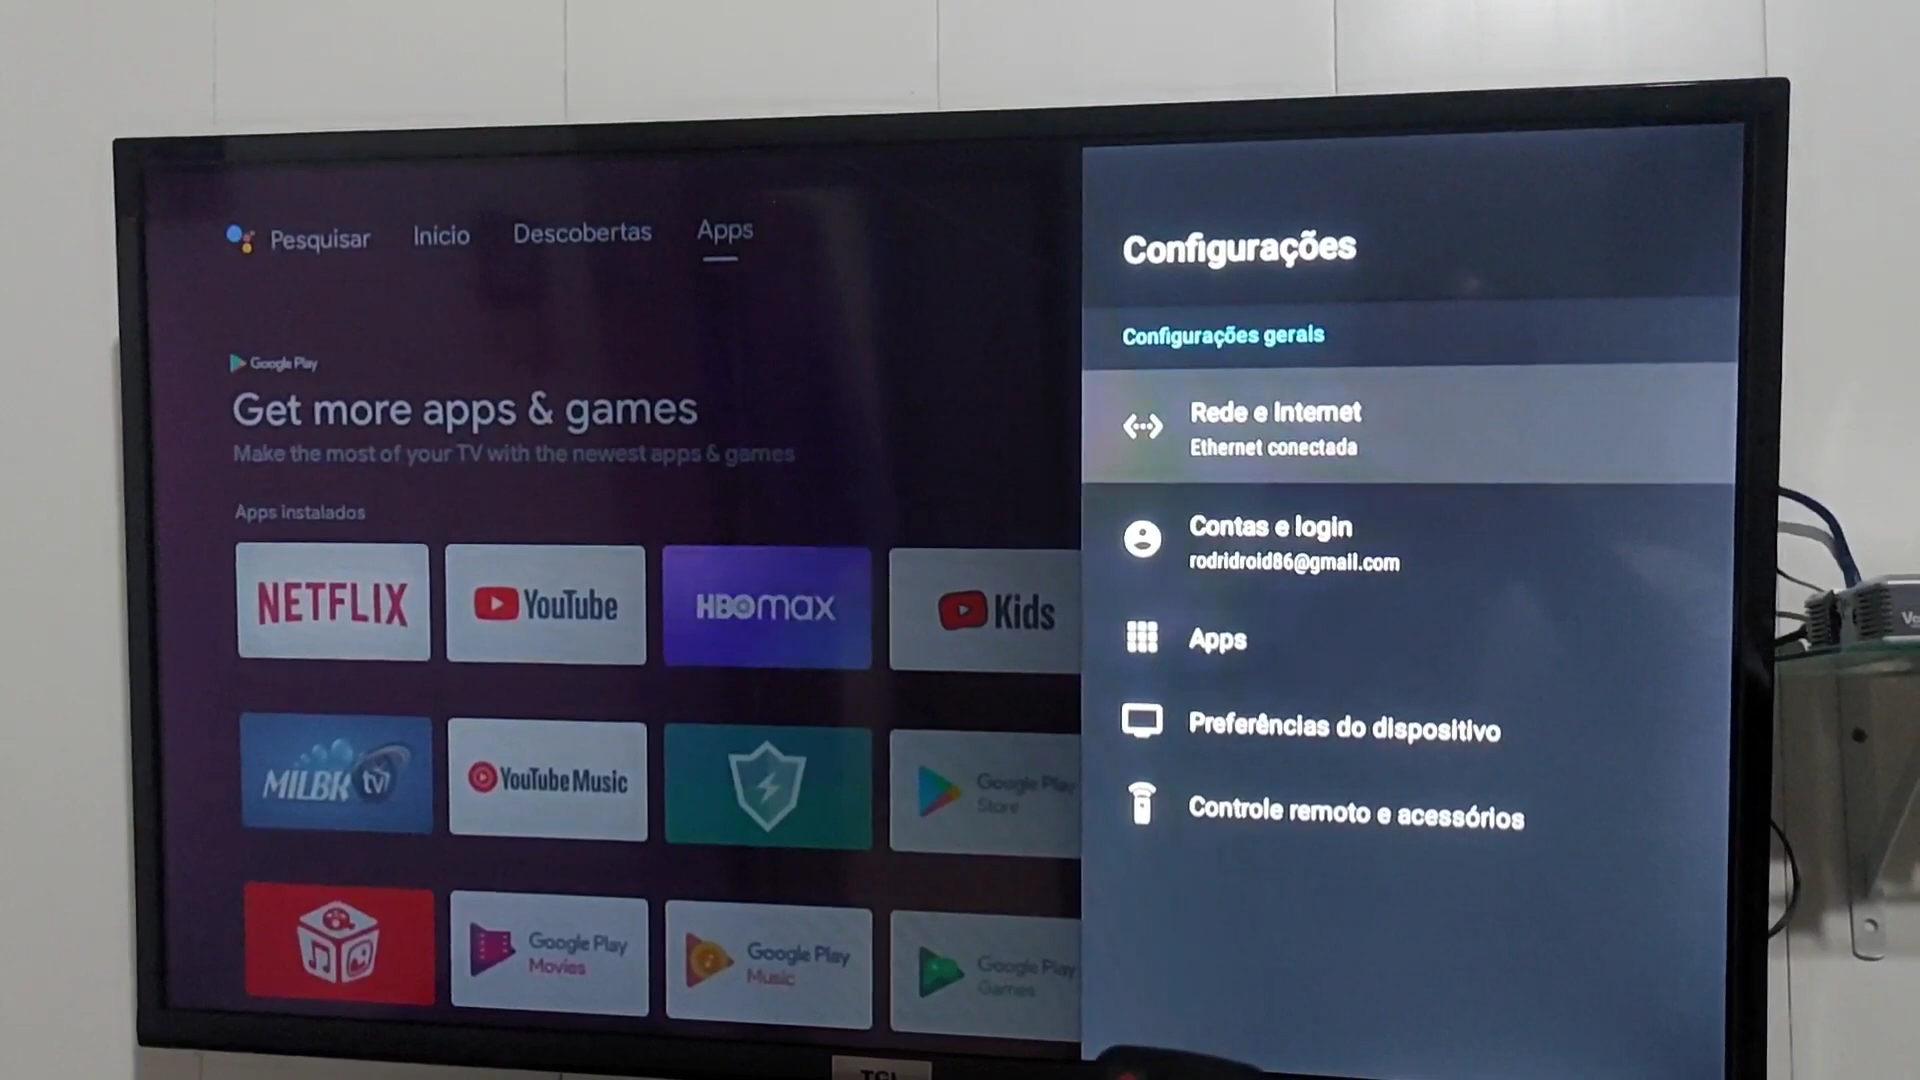 Pesquisar
Início
Descobertas
Apps
Google Play
Get more apps & games
Make the most of your TV with the newest apps & games
Apps instalados
NETFLIX
YouTube
HBOmax
Kids
MILBR tv
YouTube Music
Google Play
Store
Google Play
Movies
Google Play
Music
Google Play
Games
Configurações
Configurações gerais
Rede e Internet
Ethernet conectada
Contas e login
rodridroid86@gmail.com
Apps
Preferências do dispositivo
Controle remoto e acessórios
TCL